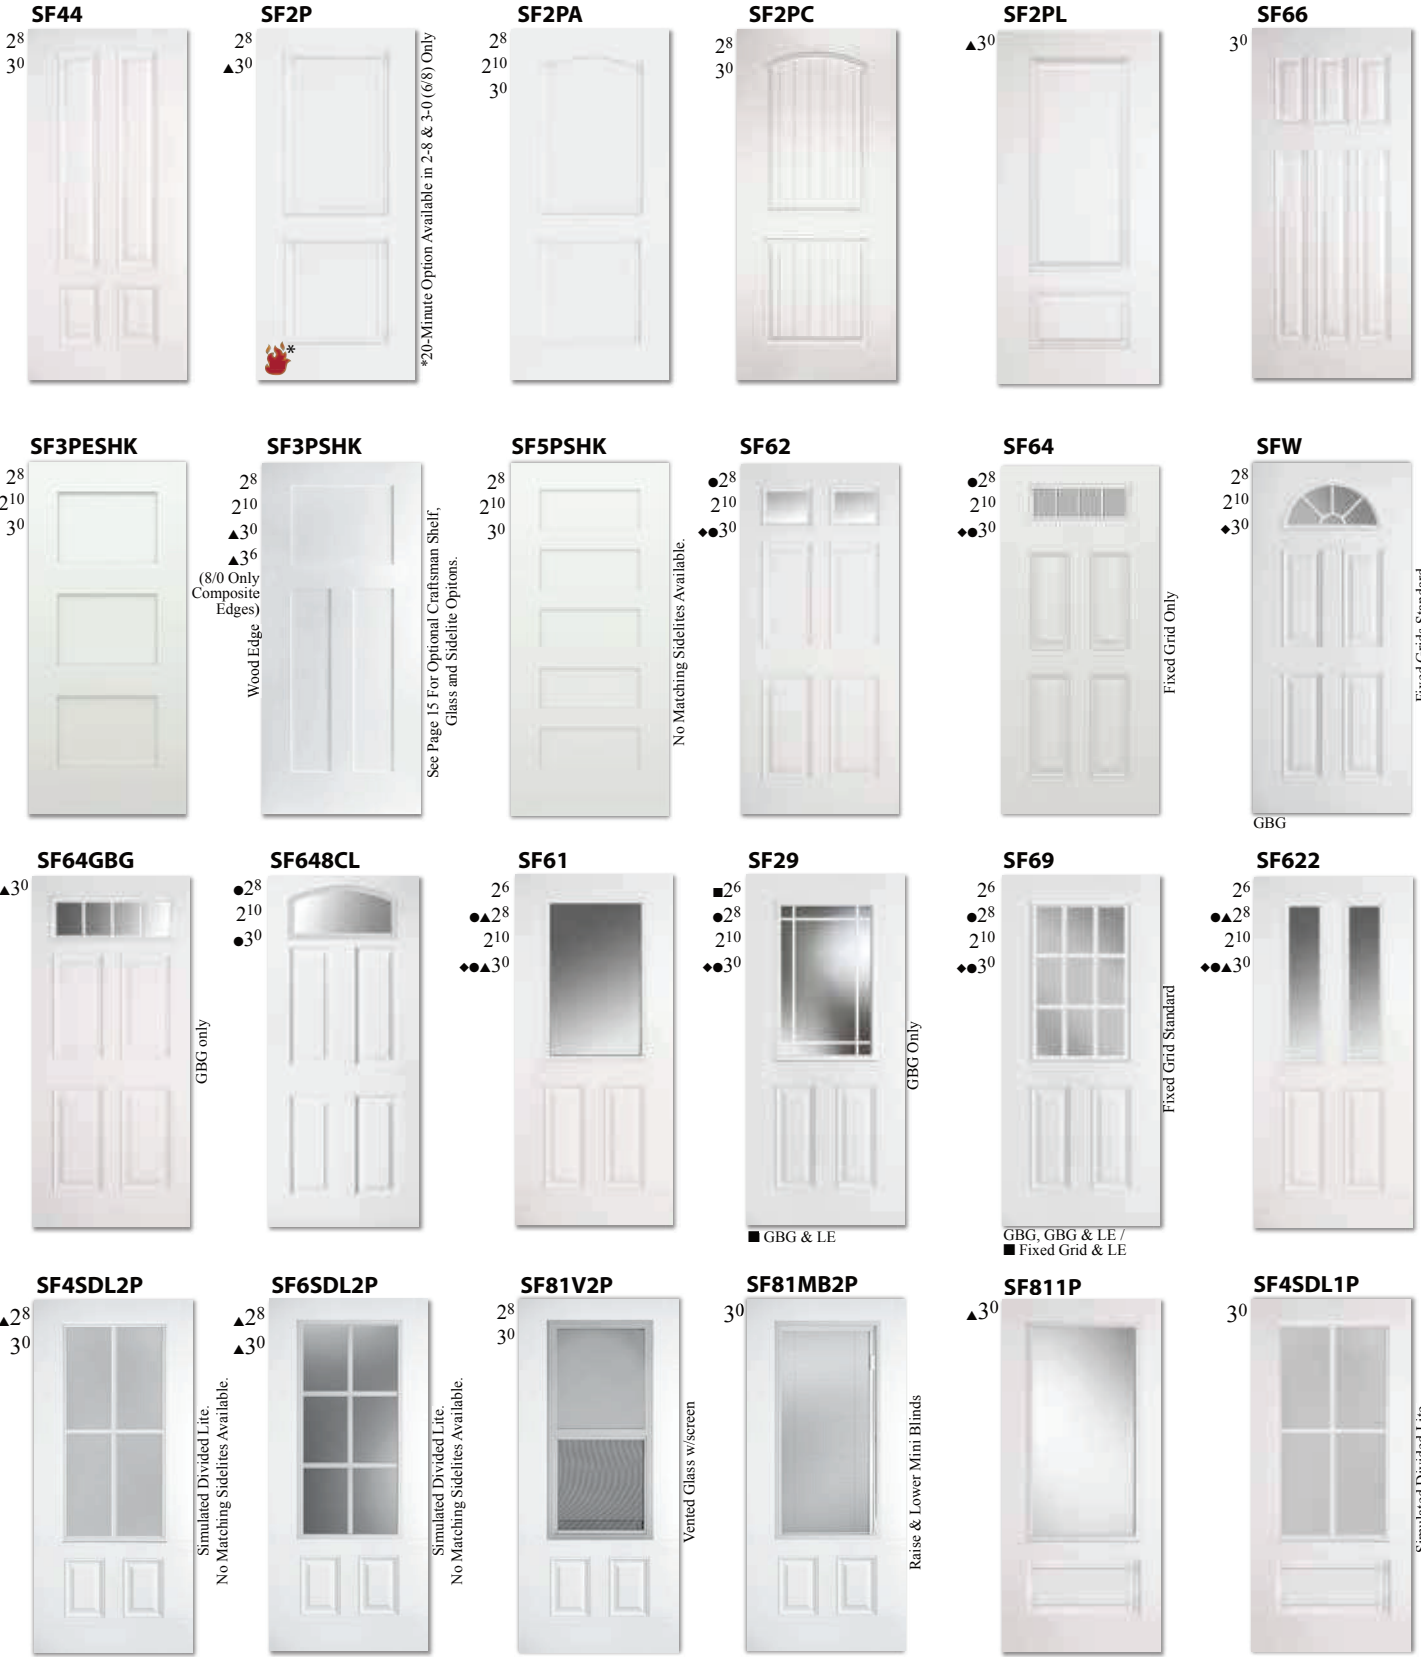 SF44
2⁸
3⁰
SF2P
2⁸
▲3⁰
*
*20-Minute Option Available in 2-8 & 3-0 (6/8) Only
SF2PA
2⁸
2¹⁰
3⁰
SF2PC
2⁸
3⁰
SF2PL
▲3⁰
SF66
3⁰
SF3PESHK
2⁸
2¹⁰
3⁰
SF3PSHK
2⁸
2¹⁰
▲3⁰
▲3⁶
(8/0 Only
Composite
Edges)
Wood Edge
See Page 15 For Optional Craftsman Shelf,
Glass and Sidelite Opitons.
SF5PSHK
2⁸
2¹⁰
3⁰
No Matching Sidelites Available.
SF62
●2⁸
2¹⁰
◆●3⁰
SF64
●2⁸
2¹⁰
◆●3⁰
Fixed Grid Only
SFW
2⁸
2¹⁰
◆3⁰
Fixed Grids Standard
GBG
SF64GBG
▲3⁰
GBG only
SF648CL
●2⁸
2¹⁰
●3⁰
SF61
2⁶
●▲2⁸
2¹⁰
◆●▲3⁰
SF29
■2⁶
●2⁸
2¹⁰
◆●3⁰
GBG Only
■ GBG & LE
SF69
2⁶
●2⁸
2¹⁰
◆●3⁰
Fixed Grid Standard
GBG, GBG & LE /
■ Fixed Grid & LE
SF622
2⁶
●▲2⁸
2¹⁰
◆●▲3⁰
SF4SDL2P
▲2⁸
3⁰
Simulated Divided Lite.
No Matching Sidelites Available.
SF6SDL2P
▲2⁸
▲3⁰
Simulated Divided Lite.
No Matching Sidelites Available.
SF81V2P
2⁸
3⁰
Vented Glass w/screen
SF81MB2P
3⁰
Raise & Lower Mini Blinds
SF811P
▲3⁰
SF4SDL1P
3⁰
Simulated Divided Lite